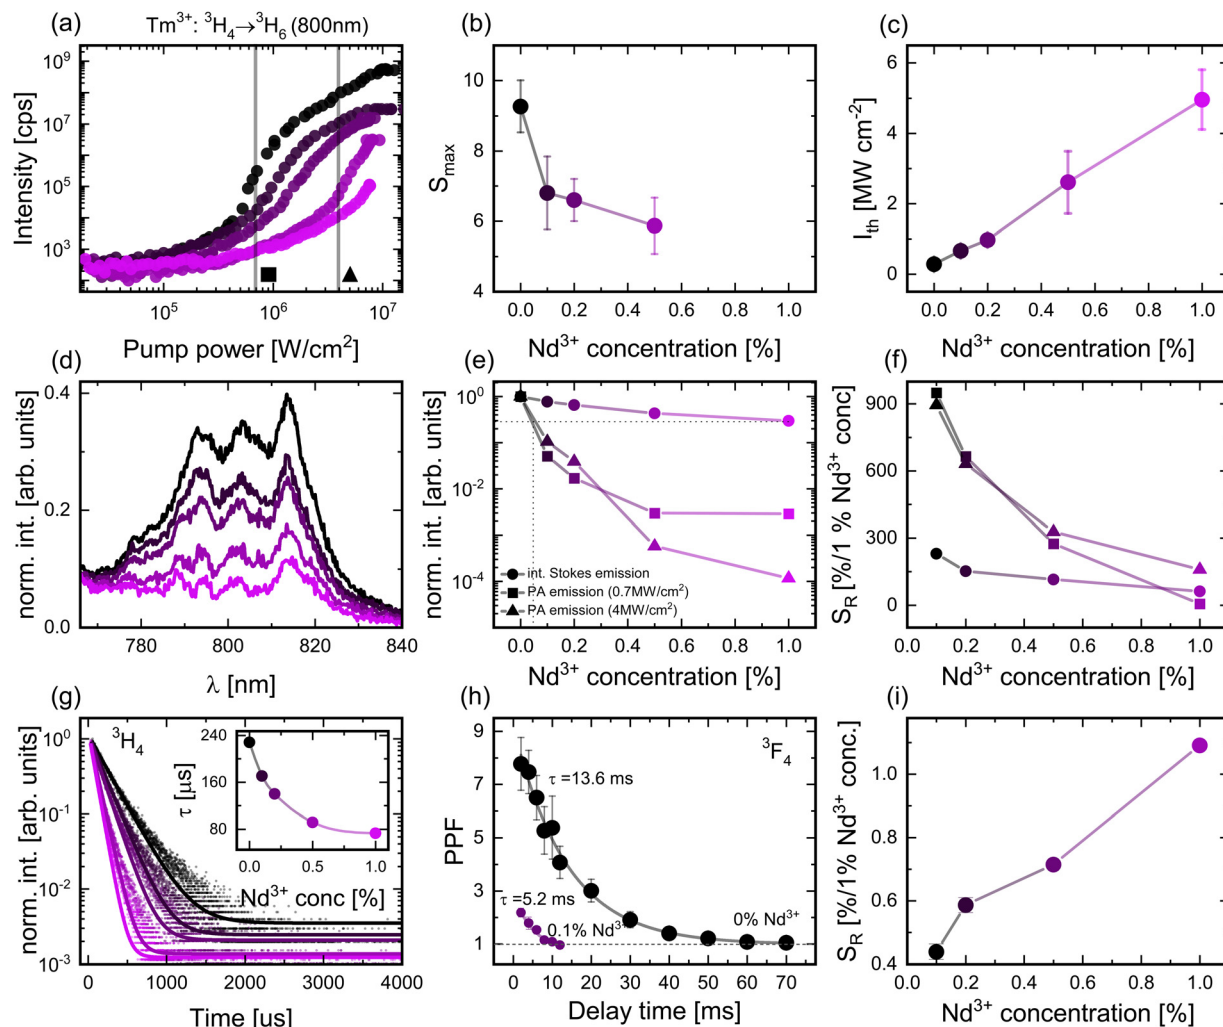 (a)
Tm³⁺: ³H₄→³H₆ (800nm)
10⁹
10⁷
10⁵
10³
Intensity [cps]
10⁵
10⁶
10⁷
Pump power [W/cm²]
(b)
10
8
6
4
Sₘₐₓ
0.0 0.2 0.4 0.6 0.8 1.0
Nd³⁺ concentration [%]
(c)
6
4
2
0
Iₜₕ [MW cm⁻²]
0.0 0.2 0.4 0.6 0.8 1.0
Nd³⁺ concentration [%]
(d)
0.4
0.2
0.0
norm. int. [arb. units]
780 800 820 840
λ [nm]
(e)
10⁰
10⁻²
10⁻⁴
norm. int. [arb. units]
int. Stokes emission
PA emission (0.7MW/cm²)
PA emission (4MW/cm²)
0.0 0.2 0.4 0.6 0.8 1.0
Nd³⁺ concentration [%]
(f)
900
600
300
0
S_R [%/1 % Nd³⁺ conc]
0.0 0.2 0.4 0.6 0.8 1.0
Nd³⁺ concentration [%]
(g)
³H₄
10⁰
10⁻¹
10⁻²
10⁻³
norm. int. [arb. units]
240
160
80
τ [µs]
0.0 0.5 1.0
Nd³⁺ conc [%]
0 1000 2000 3000 4000
Time [us]
(h)
³F₄
9
7
5
3
1
PPF
τ =13.6 ms
τ =5.2 ms
0.1% Nd³⁺
0% Nd³⁺
0 10 20 30 40 50 60 70
Delay time [ms]
(i)
1.0
0.8
0.6
0.4
S_R [%/1% Nd³⁺ conc.]
0.0 0.2 0.4 0.6 0.8 1.0
Nd³⁺ concentration [%]